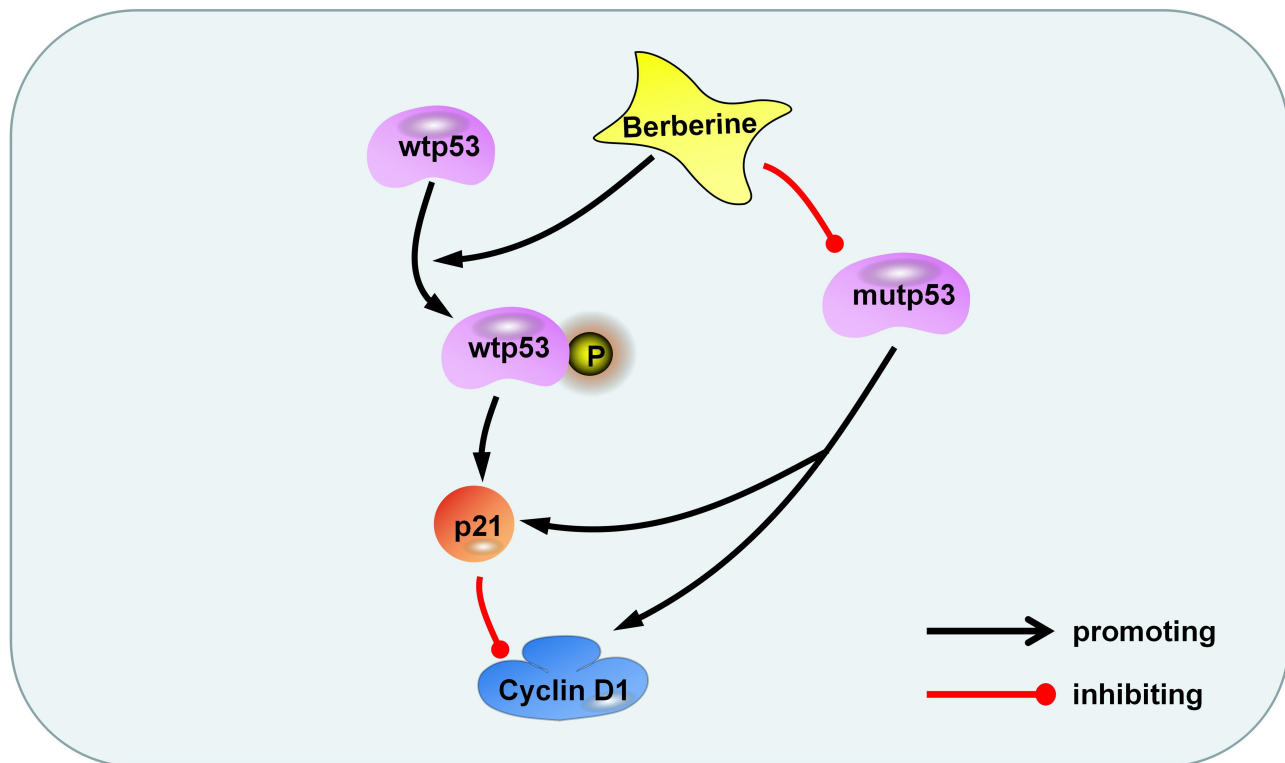 wtp53
Berberine
mutp53
wtp53
P
p21
Cyclin D1
promoting
inhibiting